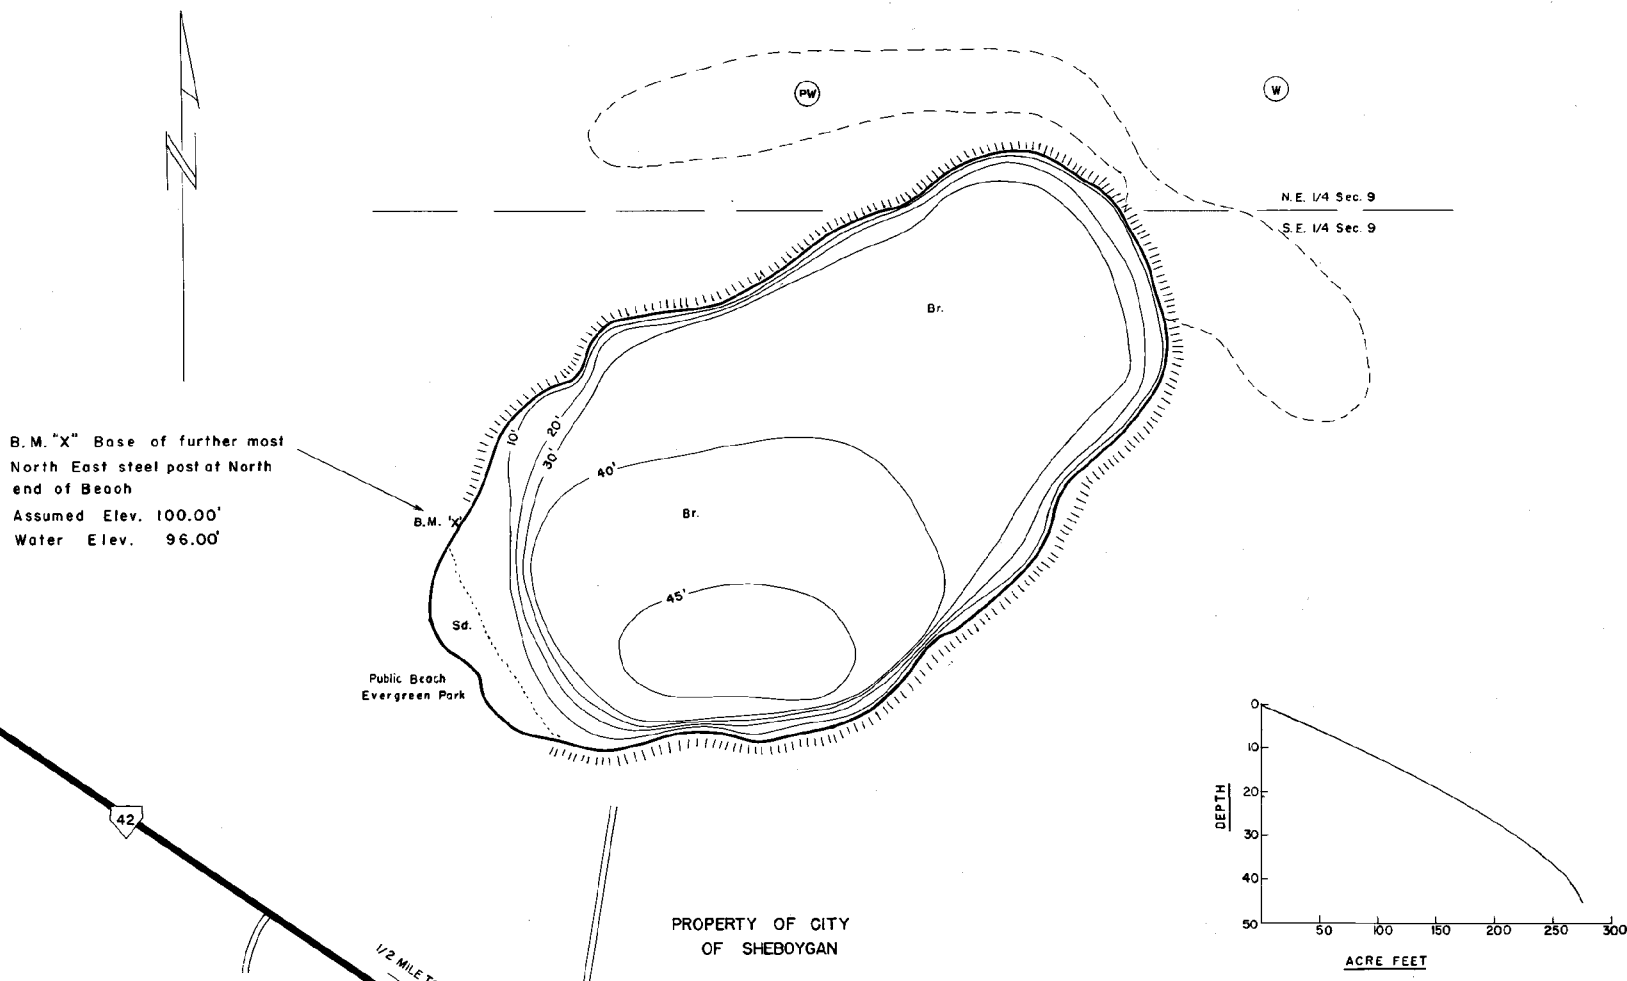 N
PW
W
N.E. 1/4 Sec. 9
S.E. 1/4 Sec. 9
Br.
10'
20'
30'
40'
B.M. "X" Base of further most
North East steel post at North
end of Beach
Assumed Elev. 100.00'
Water Elev. 96.00'
B.M. 'X'
Br.
45'
Sd.
Public Beach
Evergreen Park
42
1/2 MILE
PROPERTY OF CITY
OF SHEBOYGAN
DEPTH
0
10
20
30
40
50
50 100 150 200 250 300
ACRE FEET